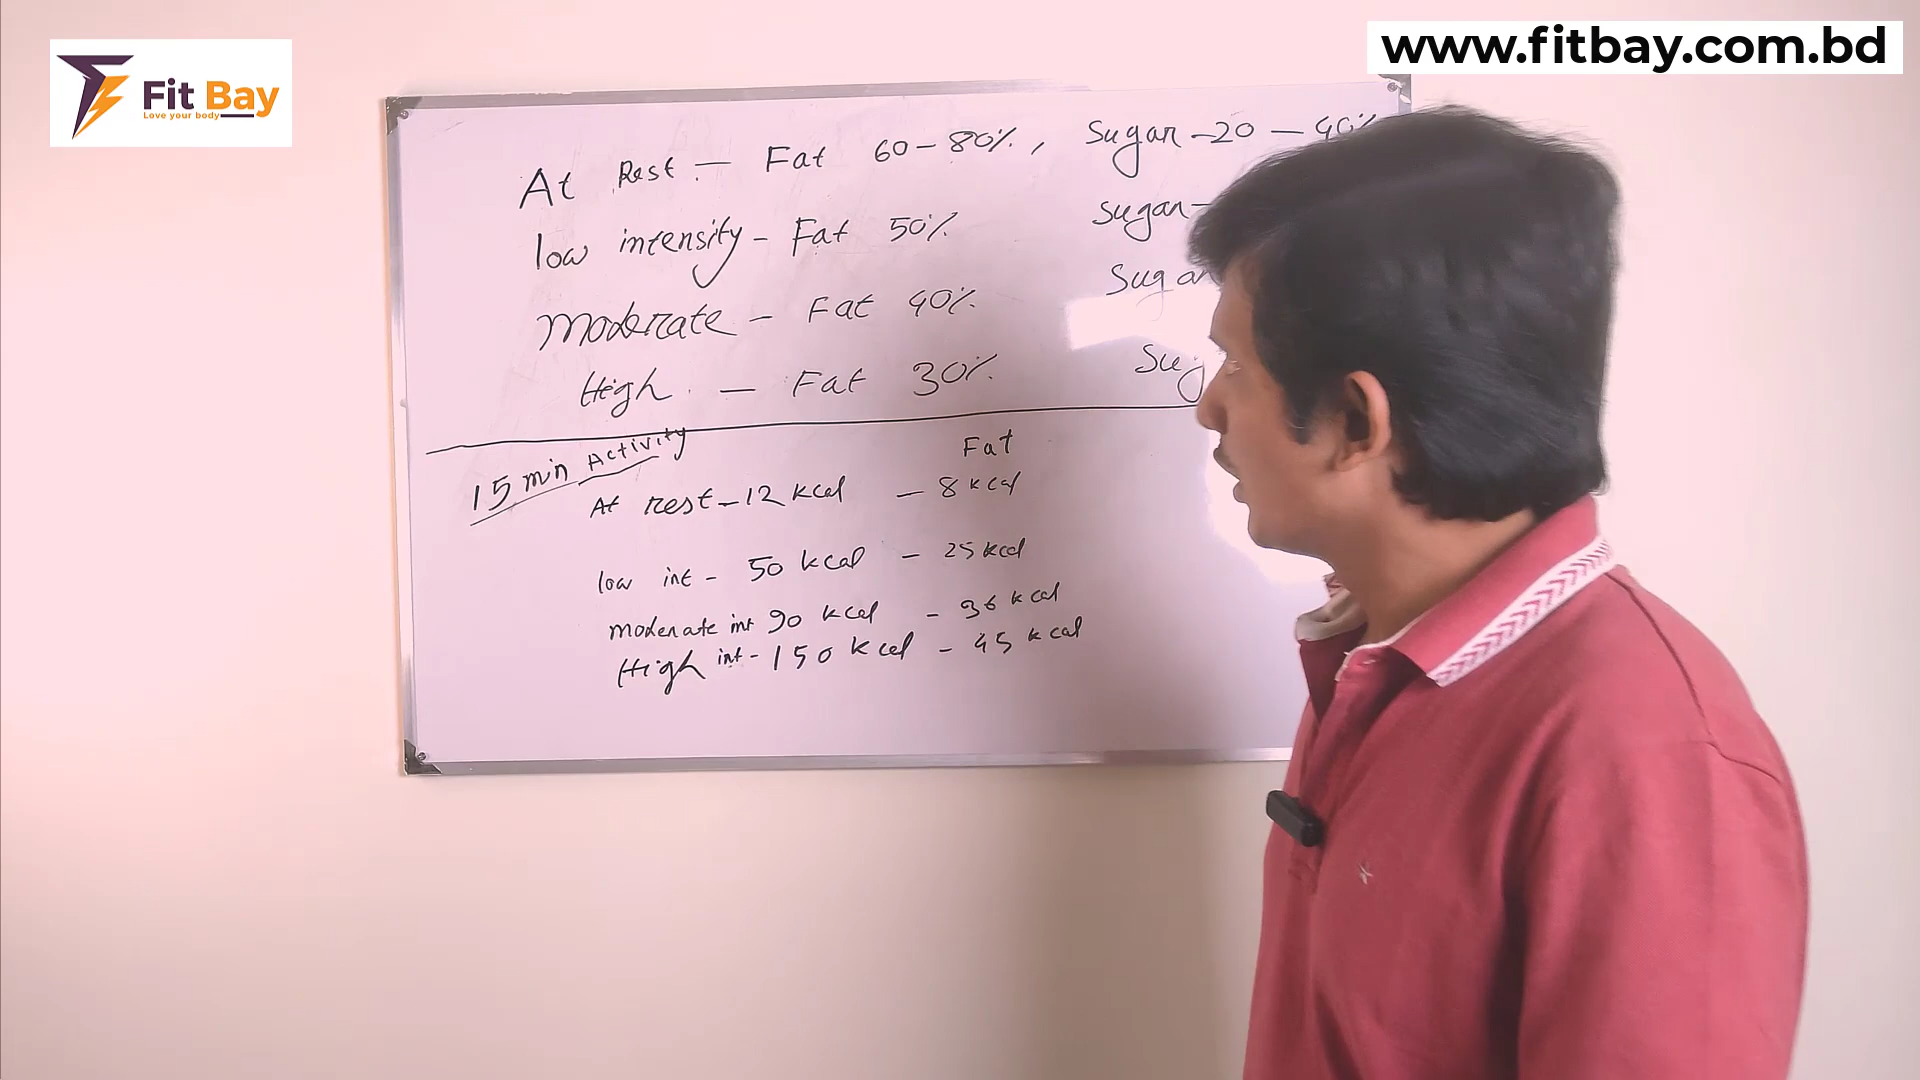 www.fitbay.com.bd
Fit Bay
Love your body
At Rest - Fat 60-80%, Sugar-20-40%
low intensity - Fat 50% Sugar-
Moderate - Fat 40% Sugar
High - Fat 30% Sug
15 min Activity
Fat
At rest-12 kcal - 8 kcal
low int - 50 kcal - 25 kcal
moderate int 90 kcal - 36 kcal
High int - 150 kcal - 45 kcal